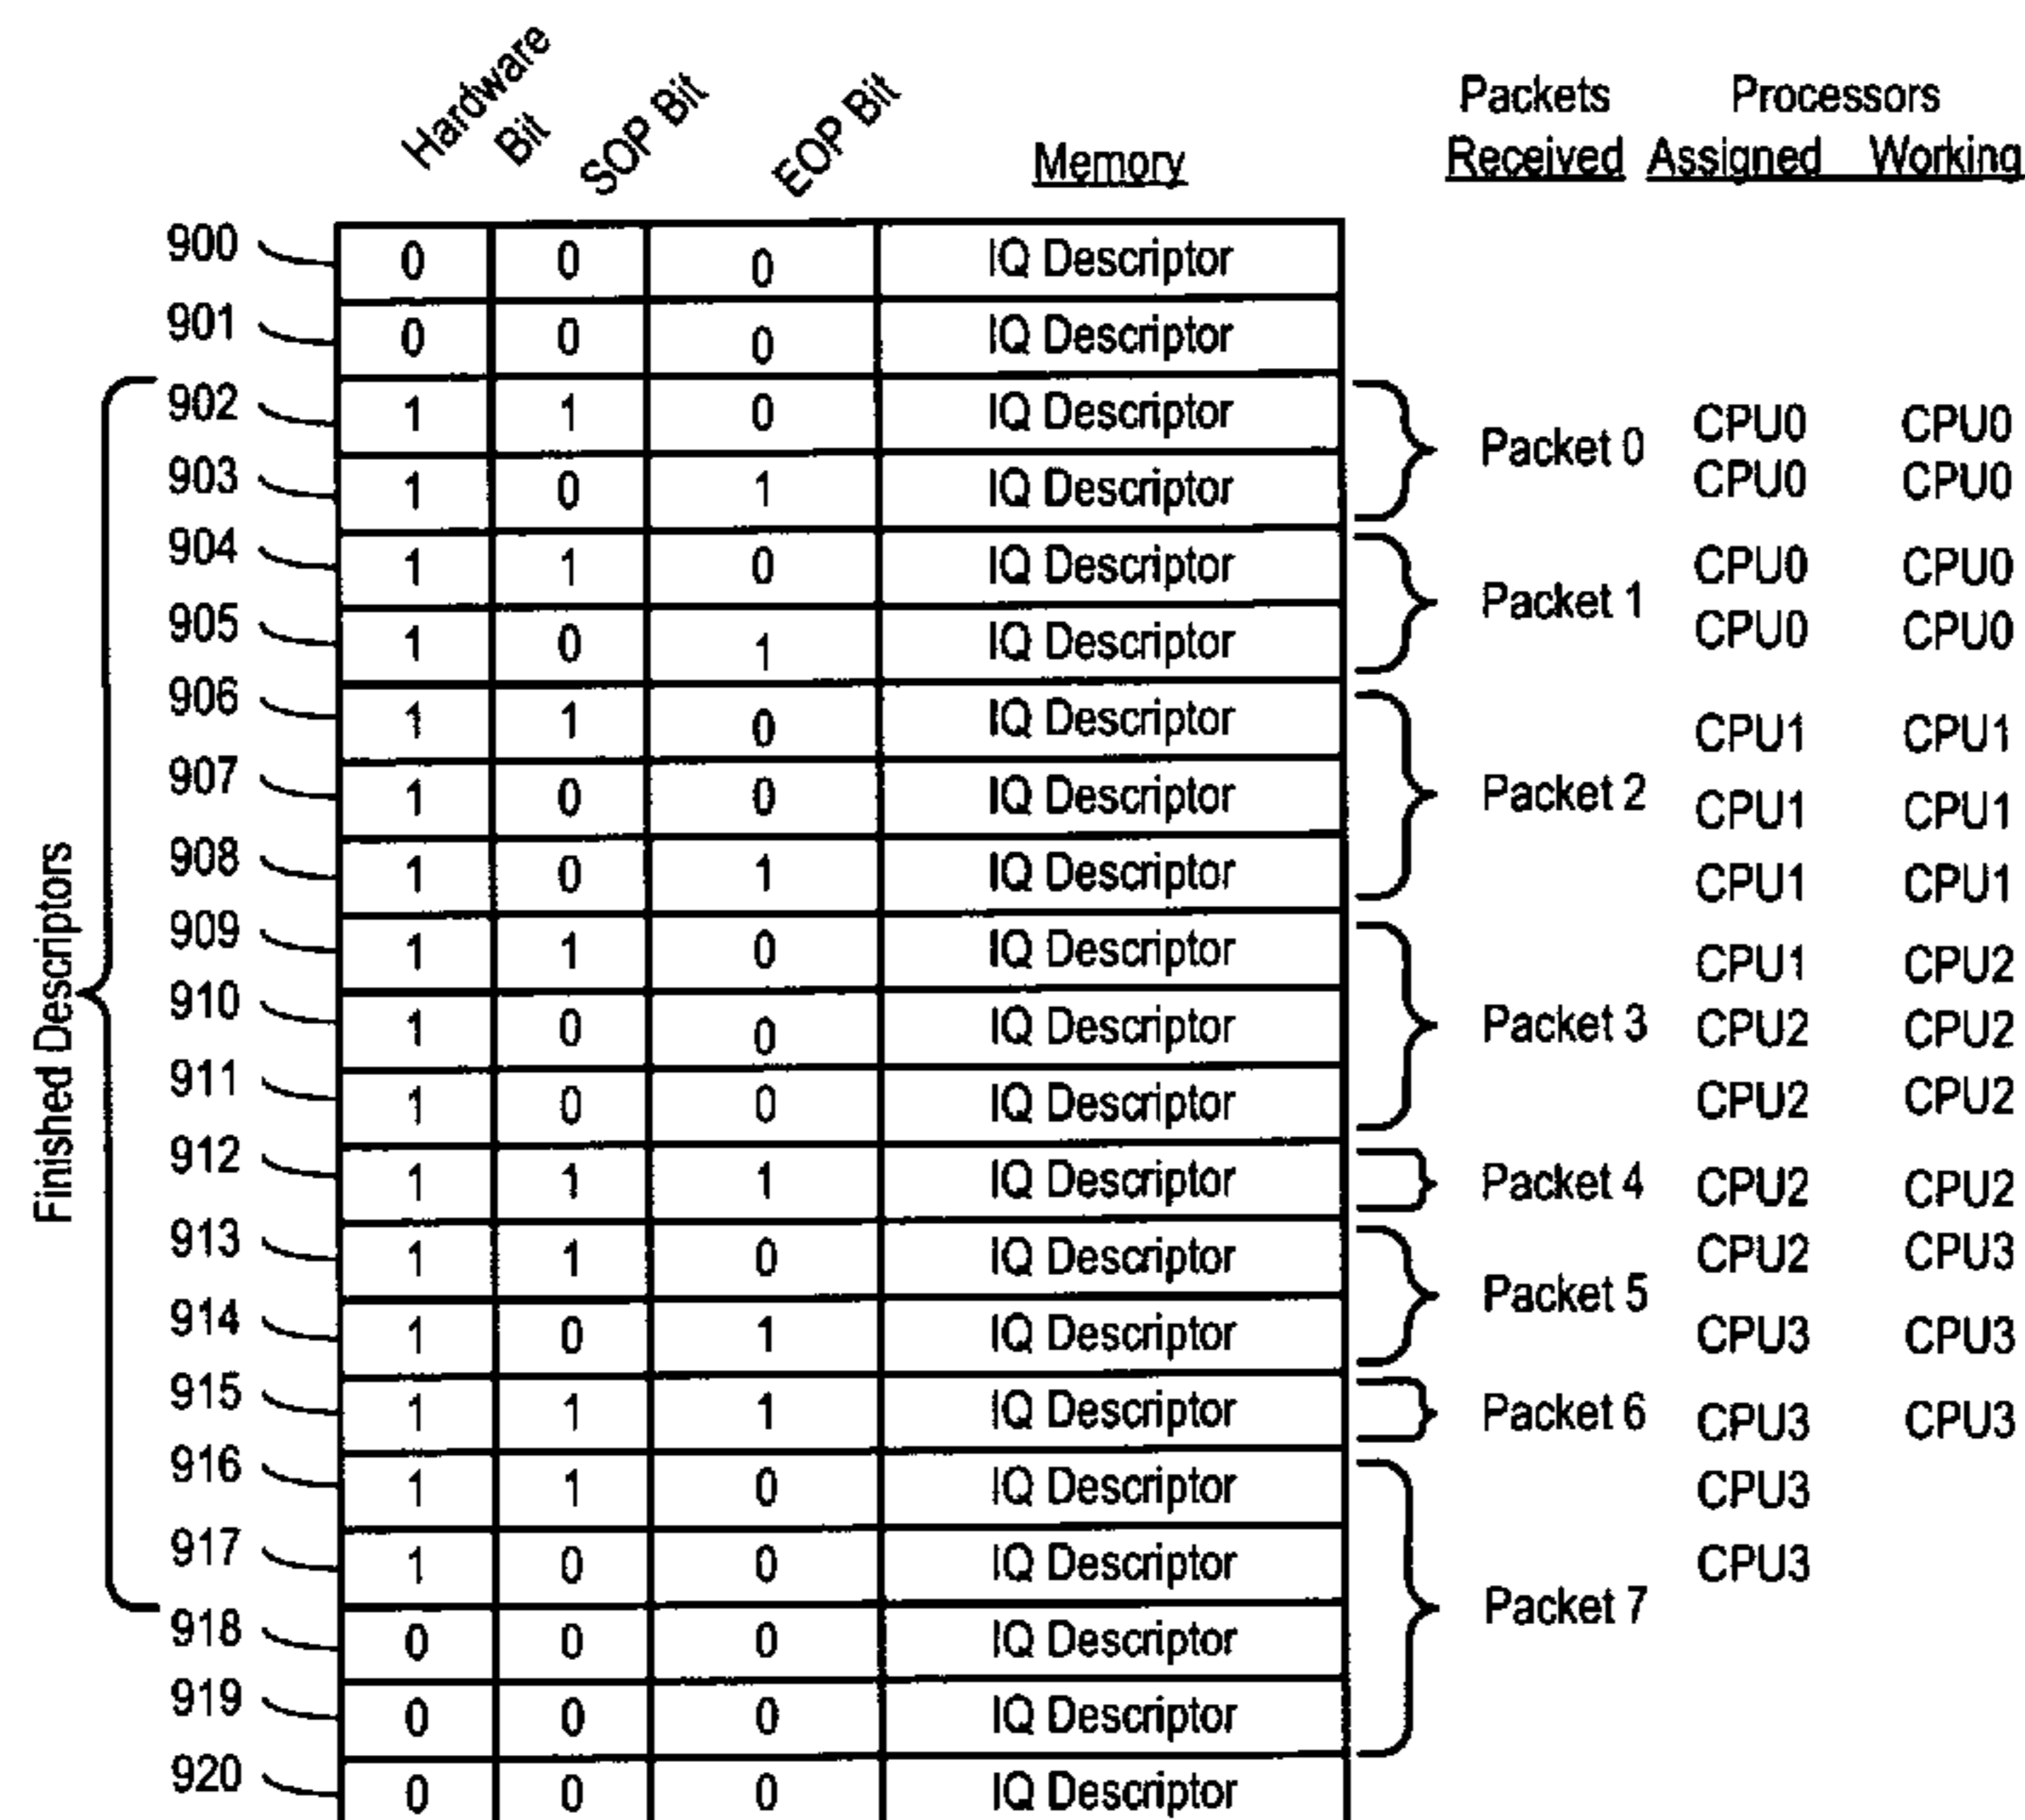 Hardware Bit SOP Bit EOP Bit Memory Packets Received Processors Assigned Working
900 0 0 0 IQ Descriptor
901 0 0 0 IQ Descriptor
902 1 1 0 IQ Descriptor CPU0 CPU0
Packet 0
903 1 0 1 IQ Descriptor CPU0 CPU0
904 1 1 0 IQ Descriptor CPU0 CPU0
Packet 1
905 1 0 1 IQ Descriptor CPU0 CPU0
906 1 1 0 IQ Descriptor CPU1 CPU1
907 1 0 0 IQ Descriptor Packet 2 CPU1 CPU1
908 1 0 1 IQ Descriptor CPU1 CPU1
Finished Descriptors
909 1 1 0 IQ Descriptor CPU1 CPU2
910 1 0 0 IQ Descriptor Packet 3 CPU2 CPU2
911 1 0 0 IQ Descriptor CPU2 CPU2
912 1 1 1 IQ Descriptor Packet 4 CPU2 CPU2
913 1 1 0 IQ Descriptor CPU2 CPU3
Packet 5
914 1 0 1 IQ Descriptor CPU3 CPU3
915 1 1 1 IQ Descriptor Packet 6 CPU3 CPU3
916 1 1 0 IQ Descriptor CPU3
917 1 0 0 IQ Descriptor CPU3
Packet 7
918 0 0 0 IQ Descriptor
919 0 0 0 IQ Descriptor
920 0 0 0 IQ Descriptor